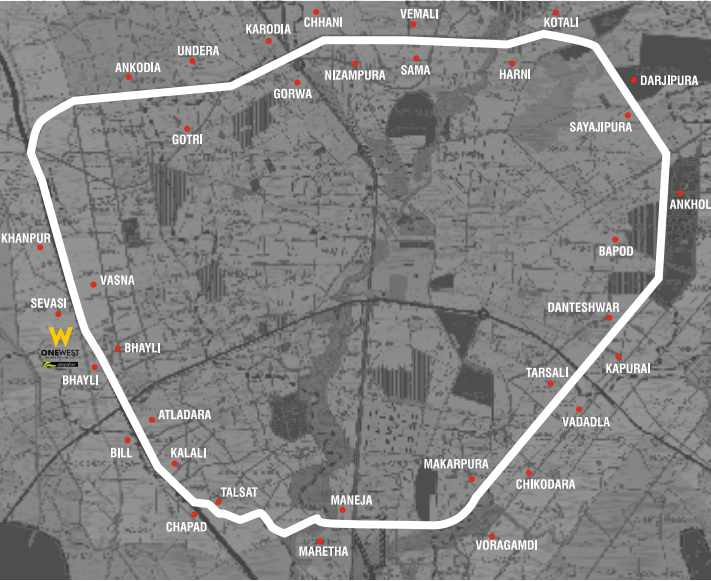 CHHANI
VEMALI
KOTALI
KARODIA
UNDERA
ANKODIA
NIZAMPURA
SAMA
HARNI
DARJIPURA
GORWA
SAYAJIPURA
GOTRI
ANKHOL
KHANPUR
BAPOD
VASNA
SEVASI
DANTESHWAR
W
ONEWEST
BHAYLI
BHAYLI
KAPURAI
TARSALI
ATLADARA
VADADLA
BILL
KALALI
MAKARPURA
CHIKODARA
TALSAT
MANEJA
CHAPAD
MARETHA
VORAGAMDI